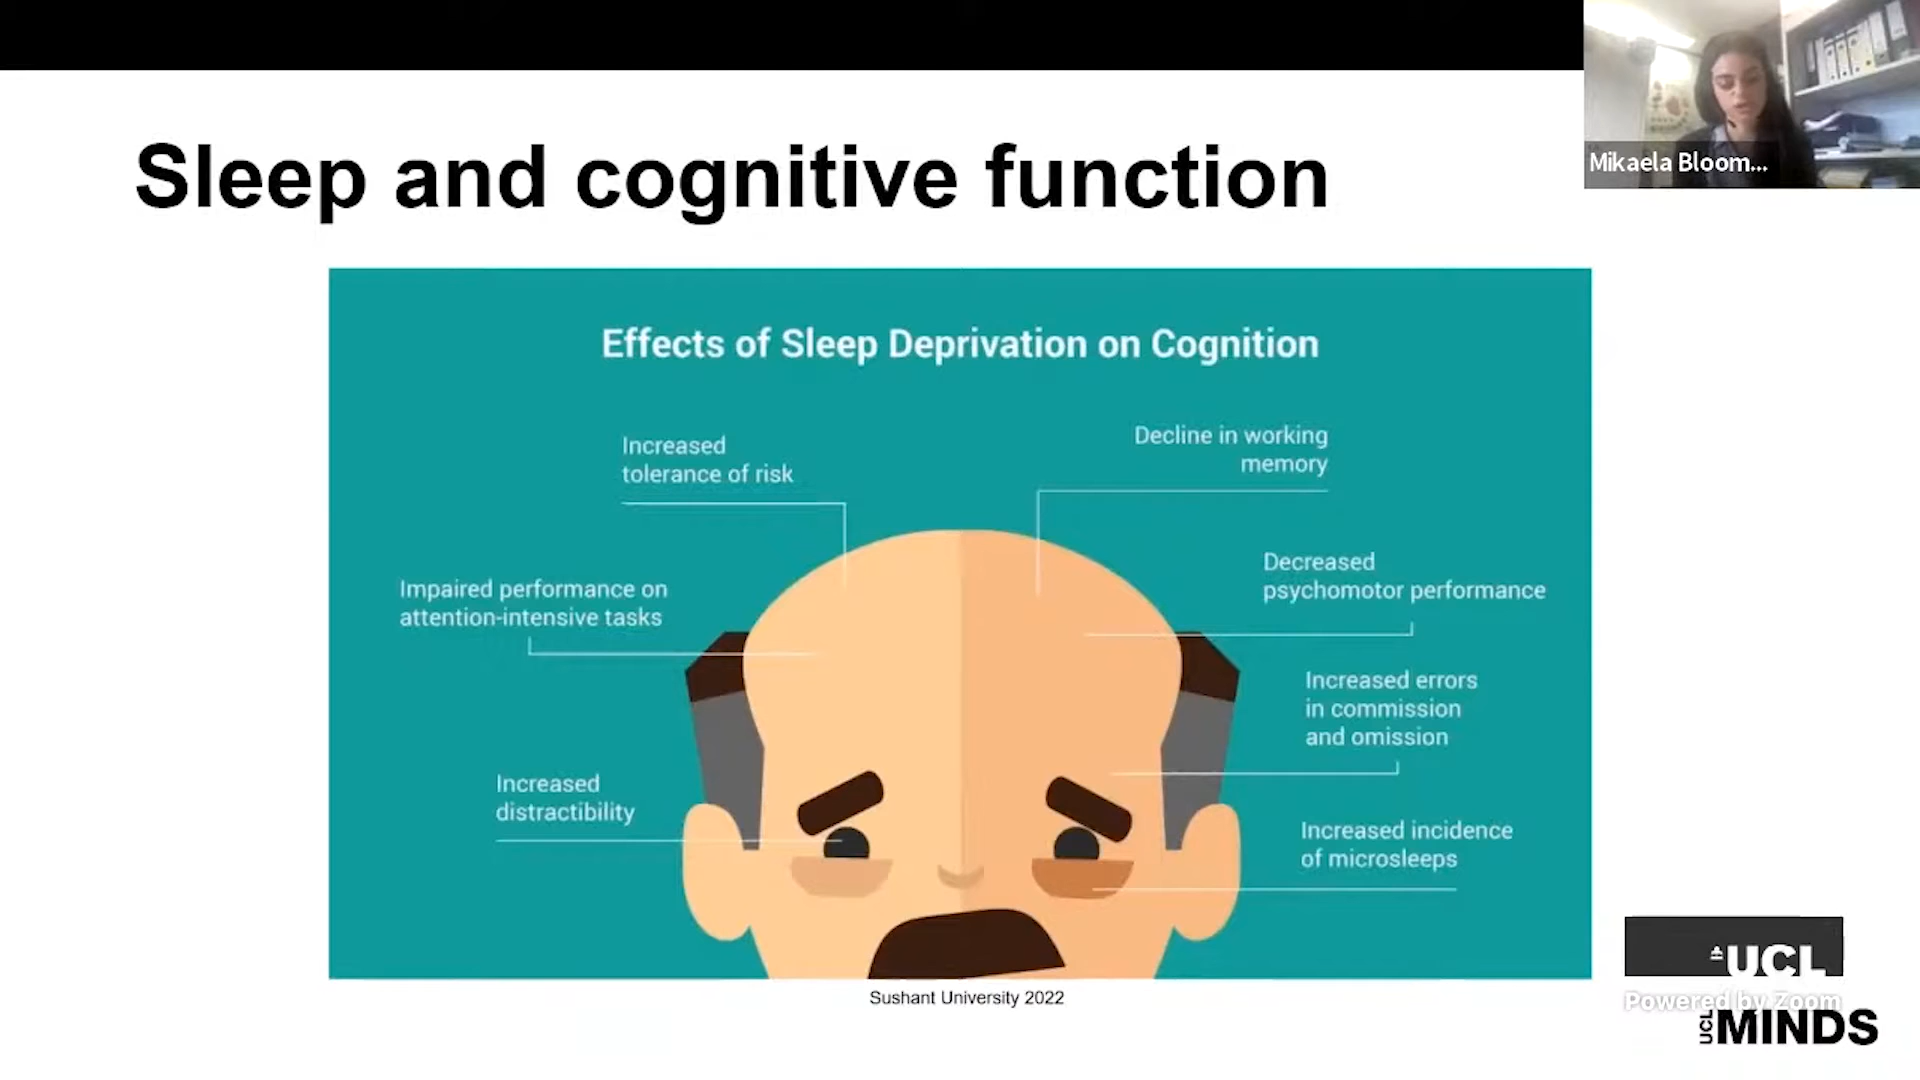 Mikaela Bloom...
Sleep and cognitive function
Effects of Sleep Deprivation on Cognition
Increased
tolerance of risk
Decline in working
memory
Impaired performance on
attention-intensive tasks
Decreased
psychomotor performance
Increased errors
in commission
and omission
Increased
distractibility
Increased incidence
of microsleeps
Sushant University 2022
UCL
Powered by Zoom
UCL MINDS